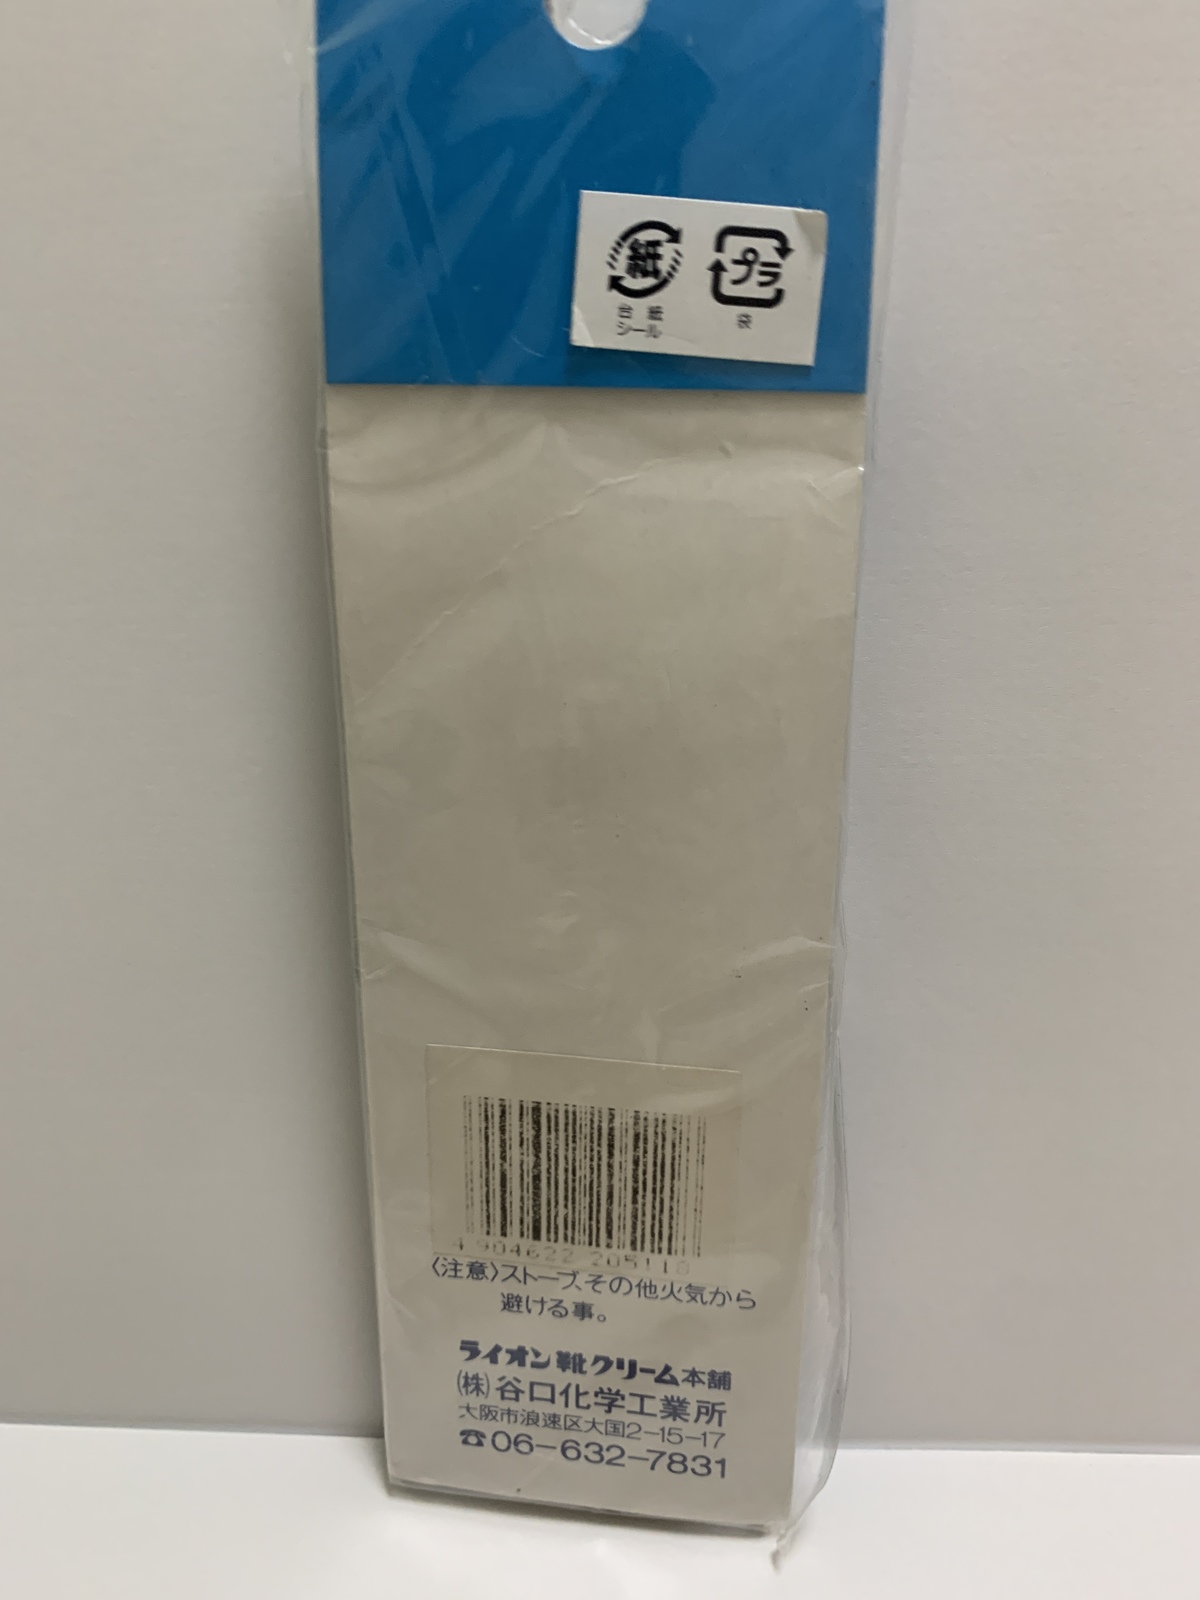 紙 プラ
台 紙 袋
シール
4 904622 205118
〈注意〉ストーブ、その他火気から
避ける事。
ライオン靴クリーム本舗
(株)谷口化学工業所
大阪市浪速区大国2-15-17
☎06-632-7831